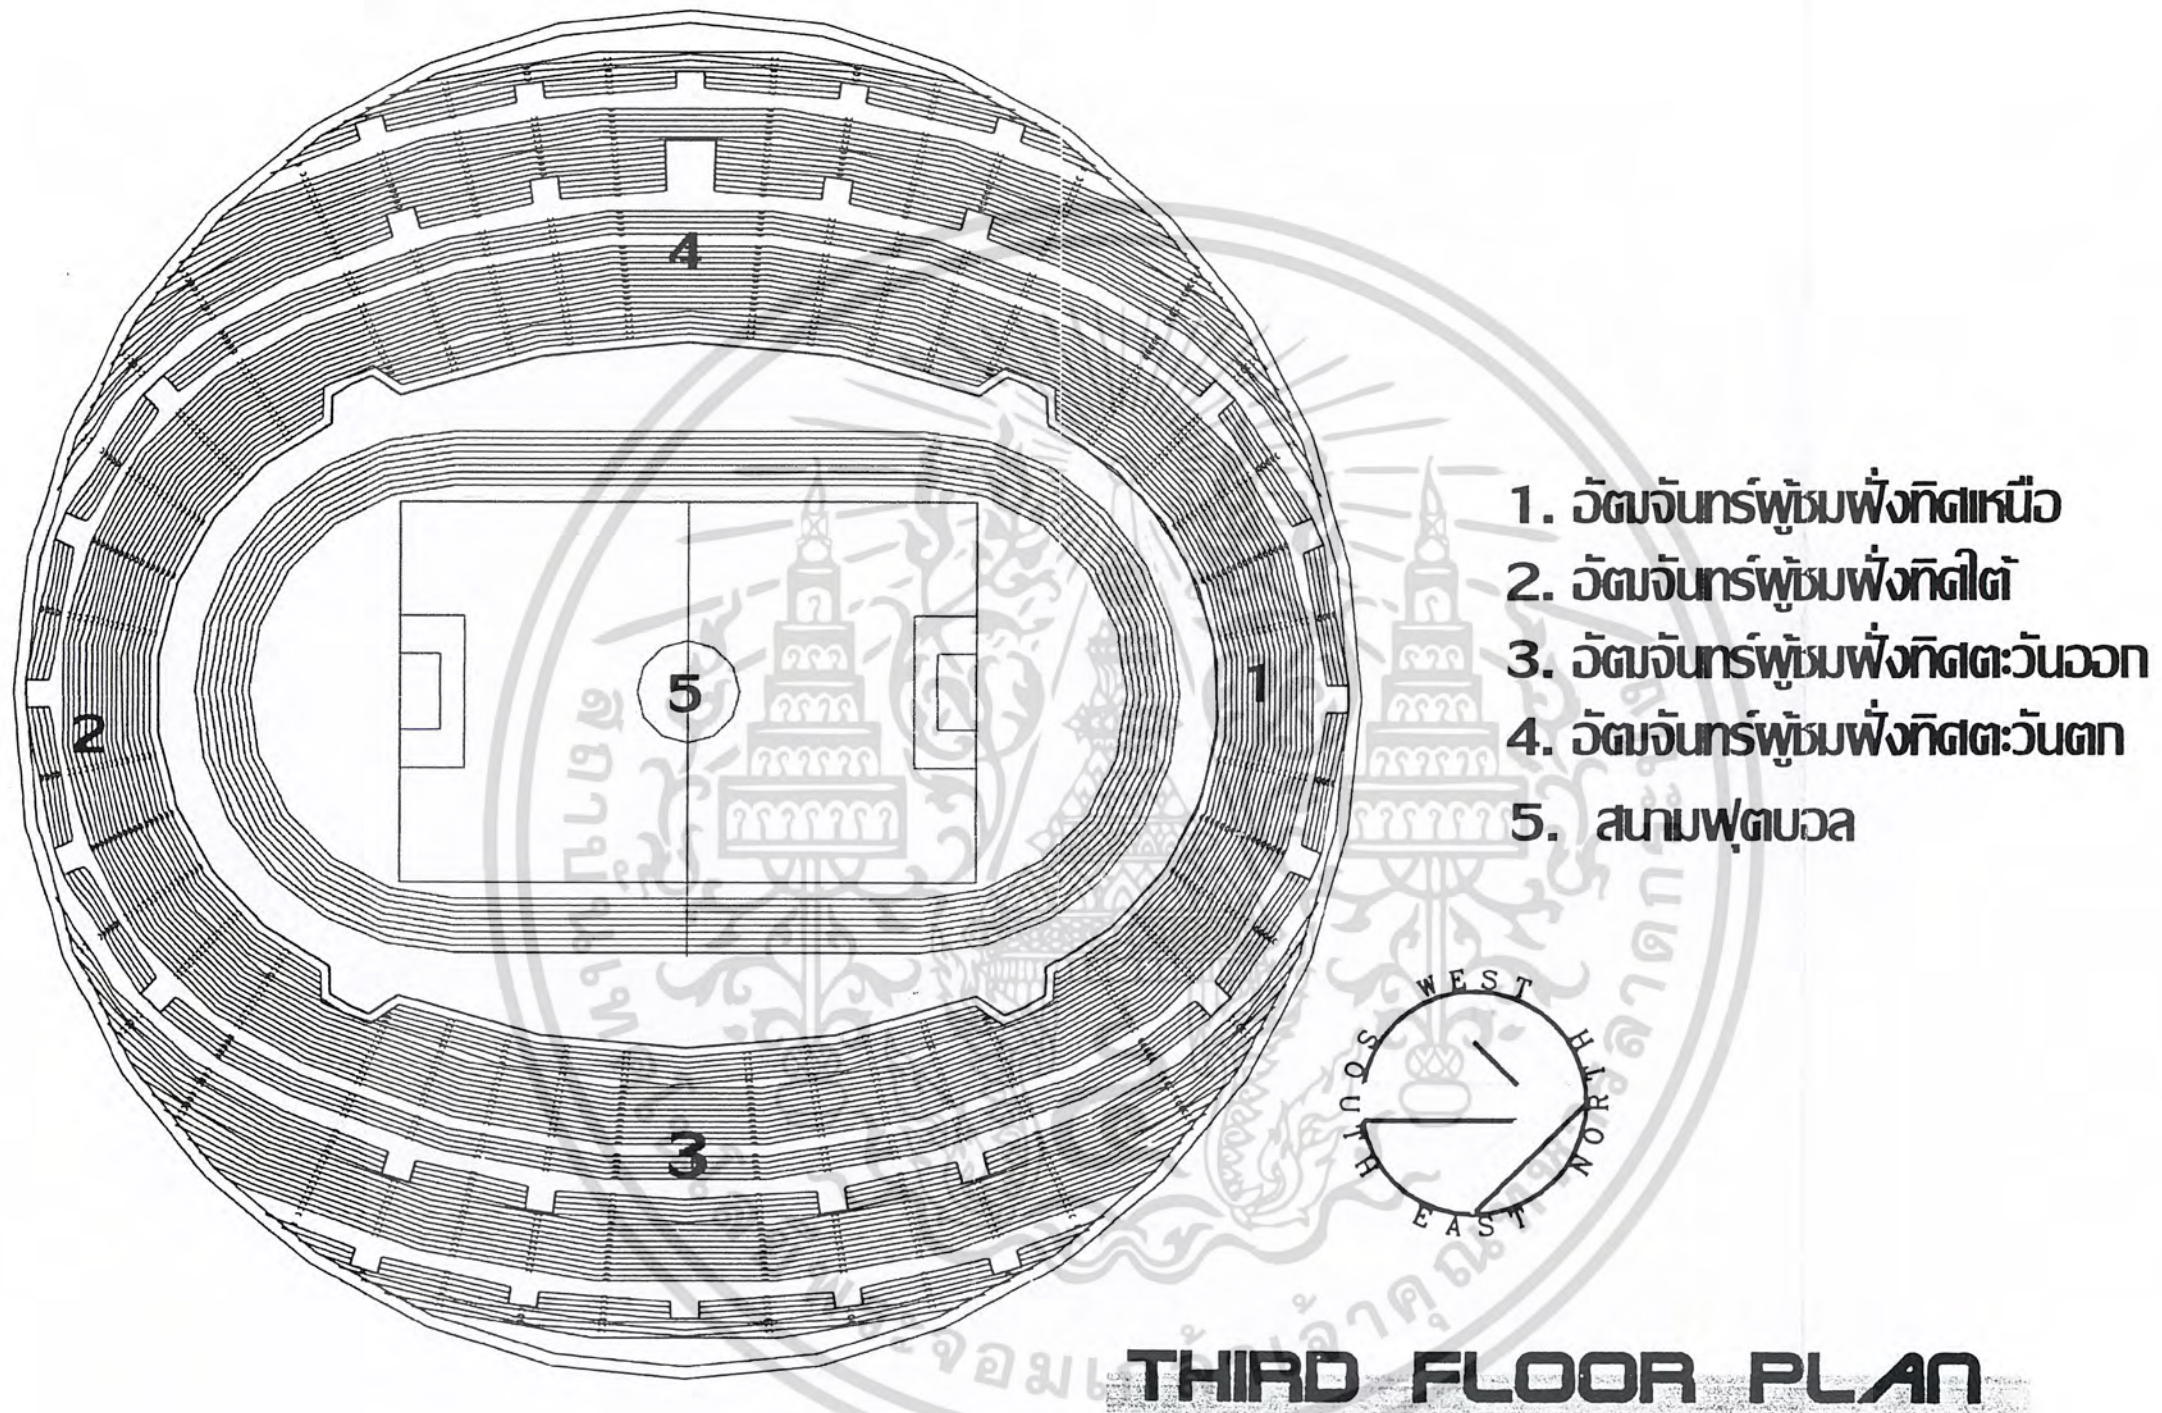 4
1
2
5
3
1. อัฒจันทร์ผู้ชมฝั่งทิศเหนือ
2. อัฒจันทร์ผู้ชมฝั่งทิศใต้
3. อัฒจันทร์ผู้ชมฝั่งทิศตะวันออก
4. อัฒจันทร์ผู้ชมฝั่งทิศตะวันตก
5. สนามฟุตบอล
WEST
NORTH
SOUTH
EAST
THIRD FLOOR PLAN